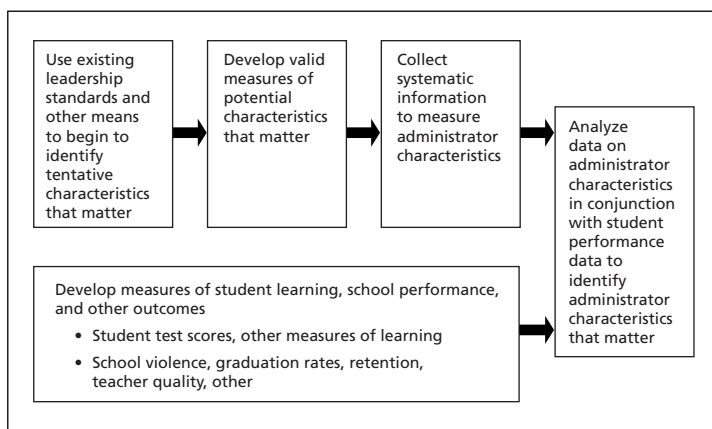 Use existing
leadership
standards and
other means
to begin to
identify
tentative
characteristics
that matter
Develop valid
measures of
potential
characteristics
that matter
Collect
systematic
information
to measure
administrator
characteristics
Analyze
data on
administrator
characteristics
in conjunction
with student
performance
data to
identify
administrator
characteristics
that matter
Develop measures of student learning, school performance,
and other outcomes
• Student test scores, other measures of learning
• School violence, graduation rates, retention,
teacher quality, other